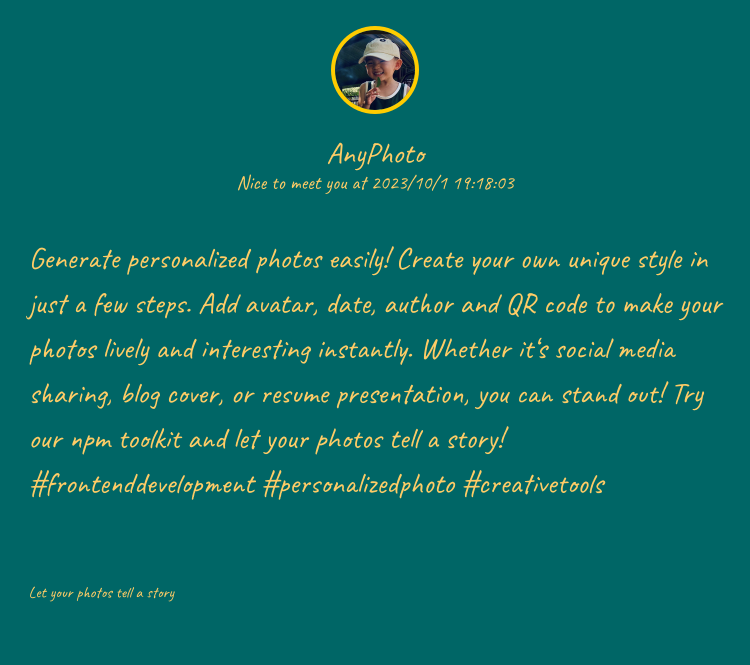 AnyPhoto
Nice to meet you at 2023/10/1 19:18:03
Generate personalized photos easily! Create your own unique style in
just a few steps. Add avatar, date, author and QR code to make your
photos lively and interesting instantly. Whether it‘s social media
sharing, blog cover, or resume presentation, you can stand out! Try
our npm toolkit and let your photos tell a story!
#frontenddevelopment #personalizedphoto #creativetools
Let your photos tell a story